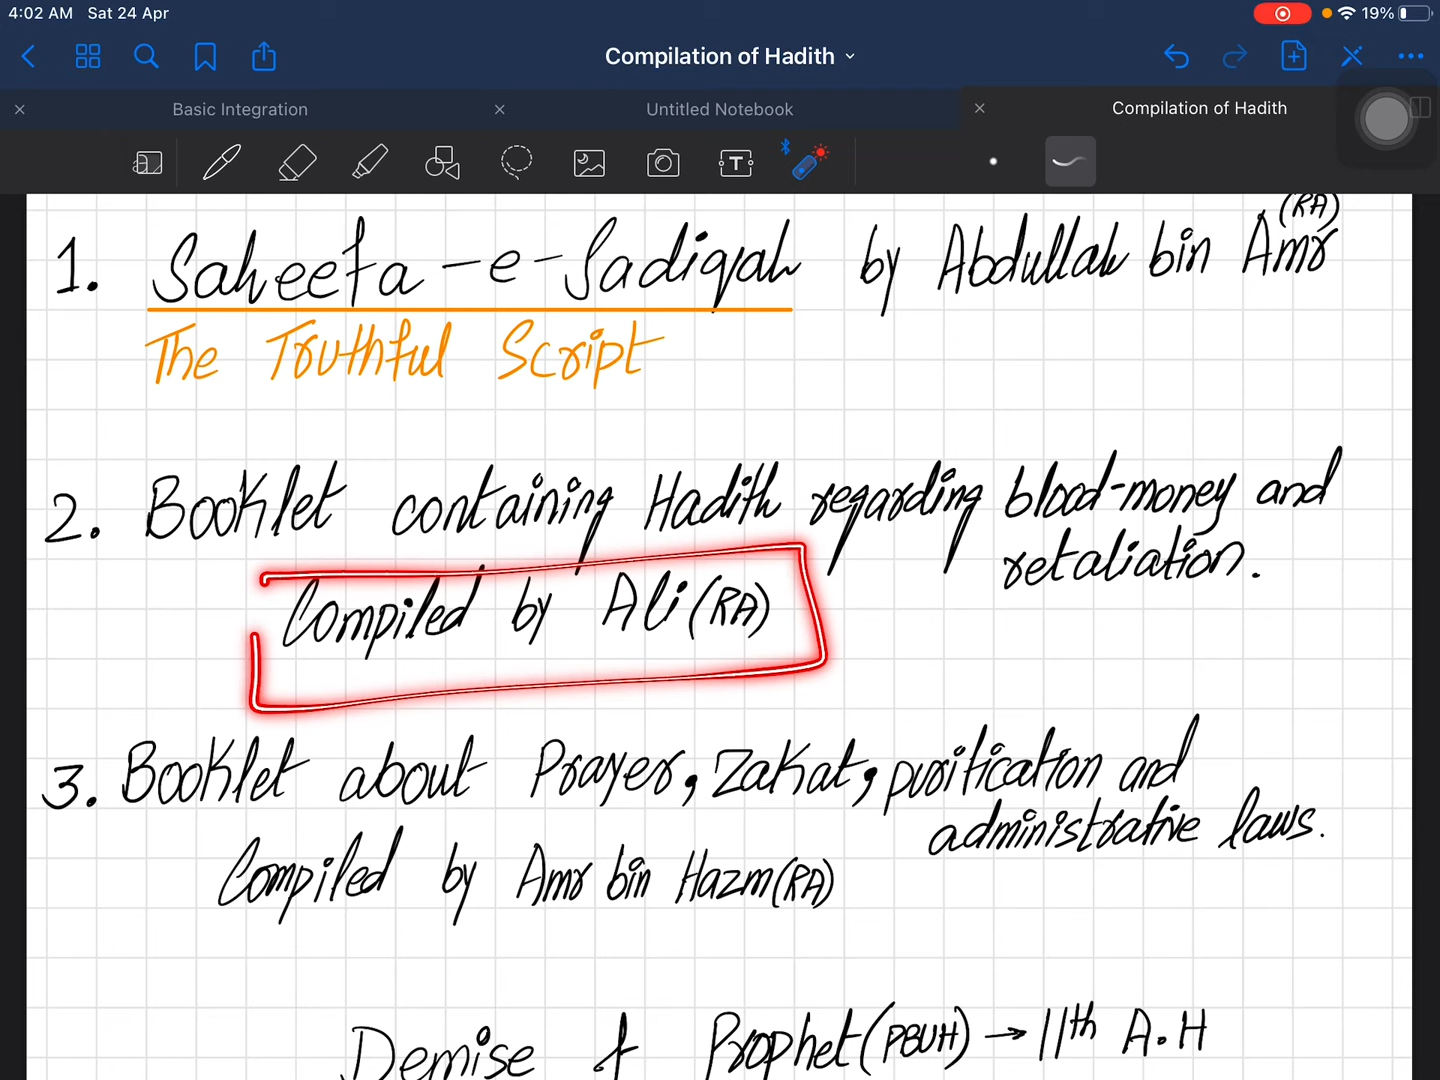 4:02 AM Sat 24 Apr
19%
Compilation of Hadith
Basic Integration
Untitled Notebook
Compilation of Hadith
(RA)
1. Saheefa-e-Sadiqah by Abdullah bin Amr
The Truthful Script
2. Booklet containing Hadith regarding blood-money and
retaliation.
Compiled by Ali (RA)
3. Booklet about Prayer, Zakat, purification and
administrative laws.
Compiled by Amr bin Hazm (RA)
Demise of Prophet (PBUH) → 11th A.H